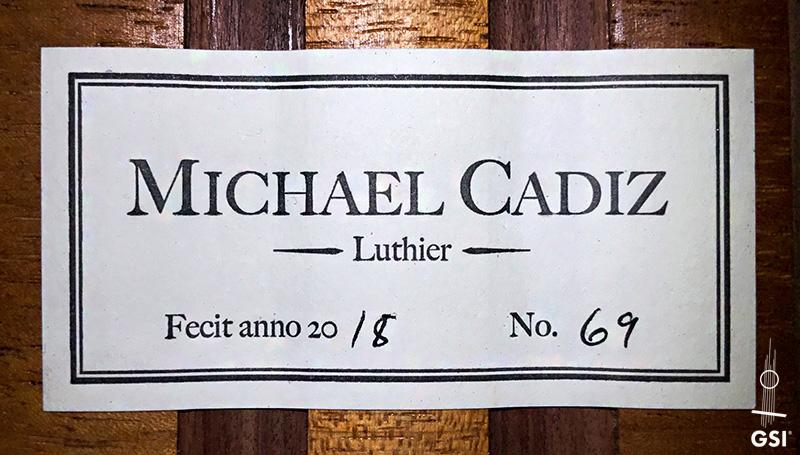 MICHAEL CADIZ
Luthier
Fecit anno 2018 No. 69
GSI®